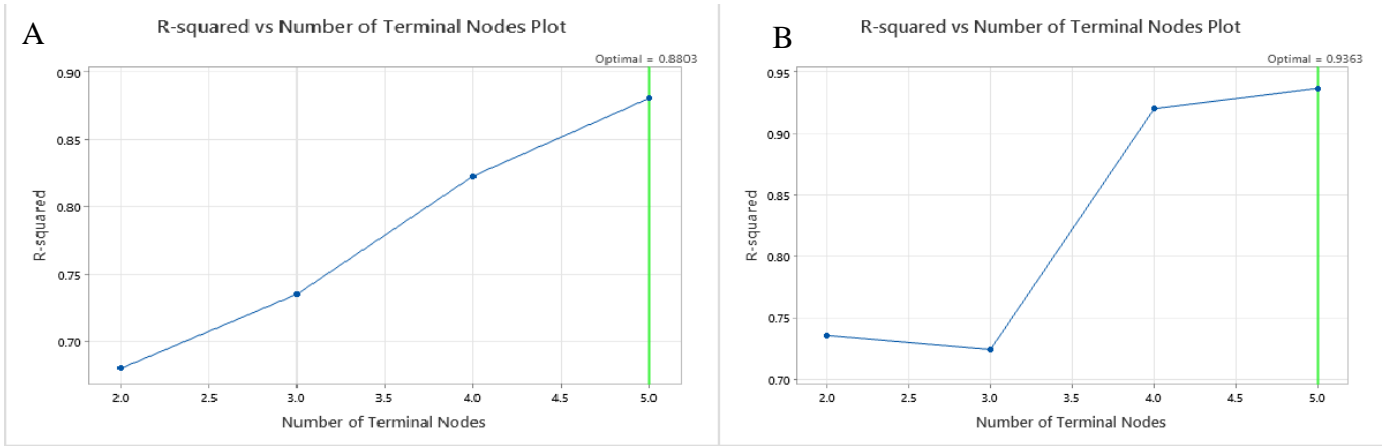 A
R-squared vs Number of Terminal Nodes Plot
Optimal = 0.8803
0.90
0.85
0.80
0.75
0.70
R-squared
2.0 2.5 3.0 3.5 4.0 4.5 5.0
Number of Terminal Nodes
B
R-squared vs Number of Terminal Nodes Plot
Optimal = 0.9363
0.95
0.90
0.85
0.80
0.75
0.70
R-squared
2.0 2.5 3.0 3.5 4.0 4.5 5.0
Number of Terminal Nodes